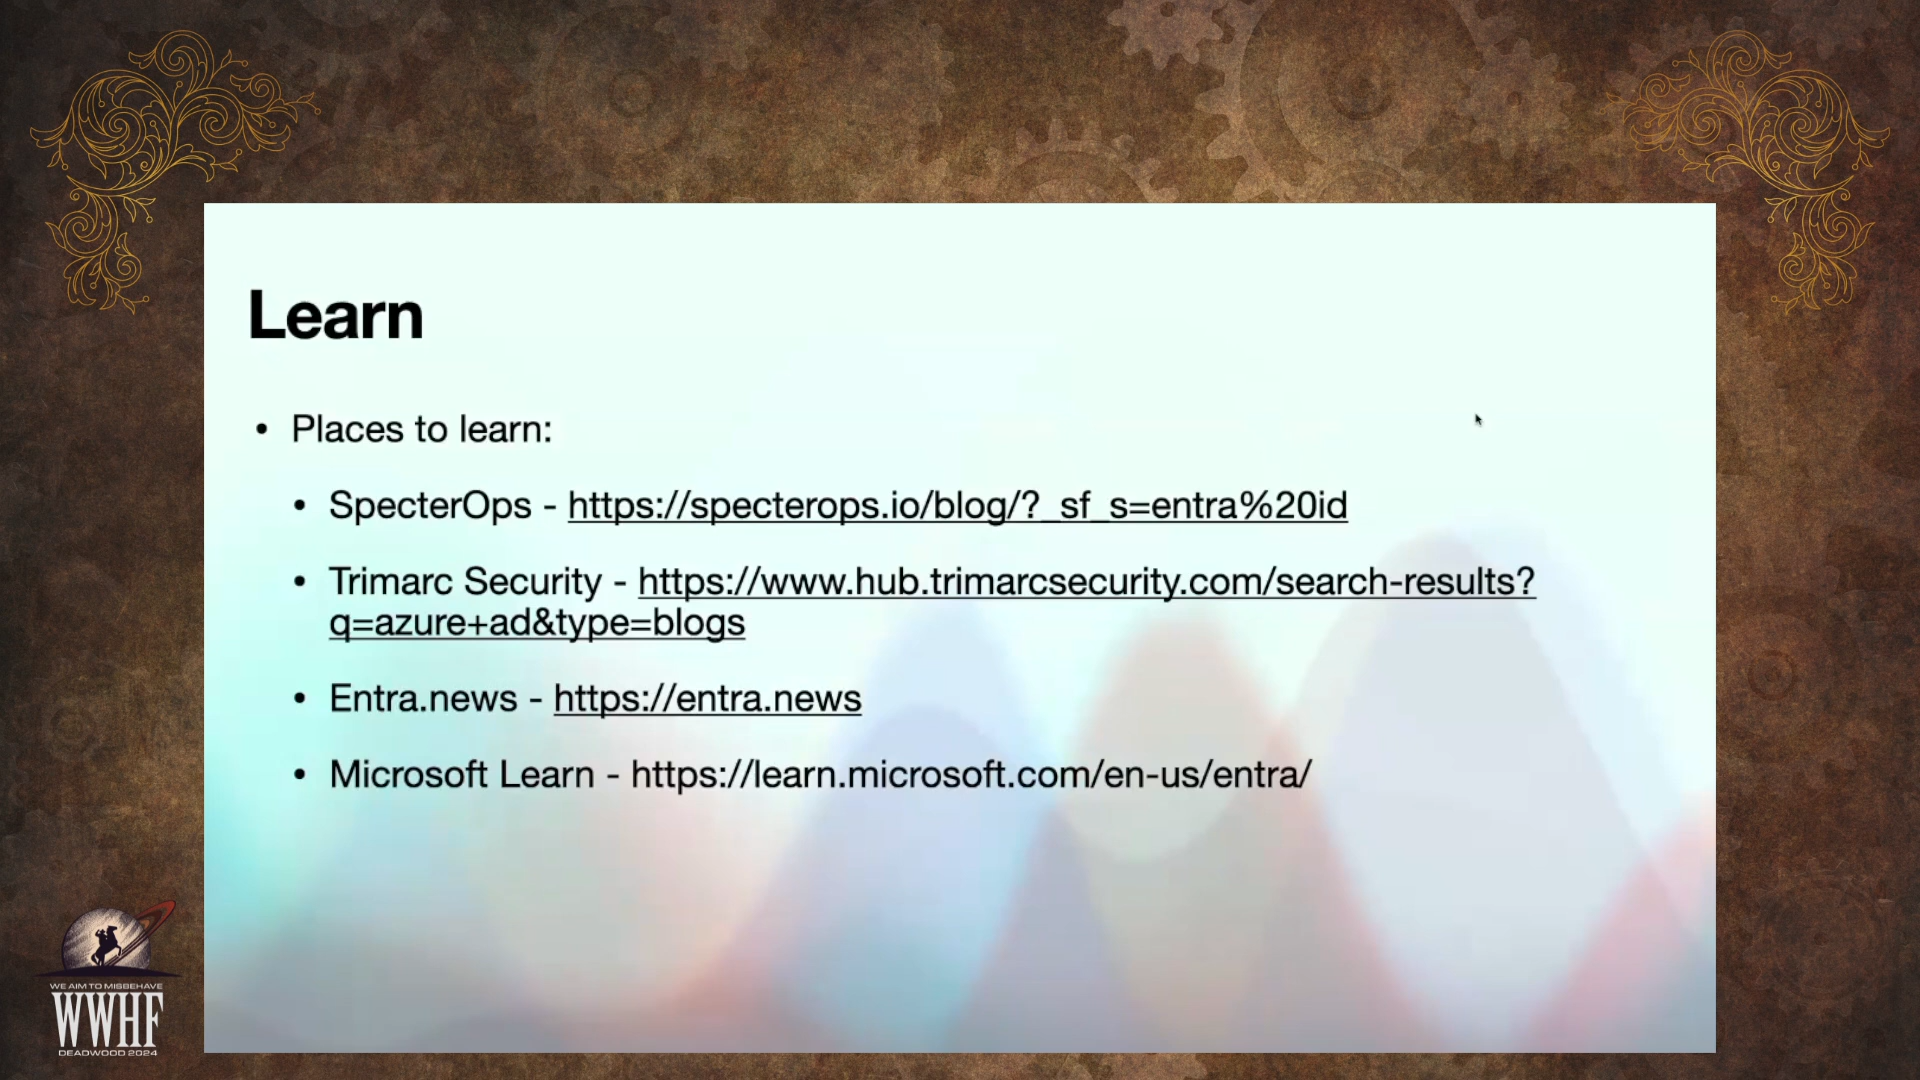 Learn
• Places to learn:
• SpecterOps - https://specterops.io/blog/?_sf_s=entra%20id
• Trimarc Security - https://www.hub.trimarcsecurity.com/search-results?
q=azure+ad&type=blogs
• Entra.news - https://entra.news
• Microsoft Learn - https://learn.microsoft.com/en-us/entra/
WE AIM TO MISBEHAVE
WWHF
DEADWOOD 2024